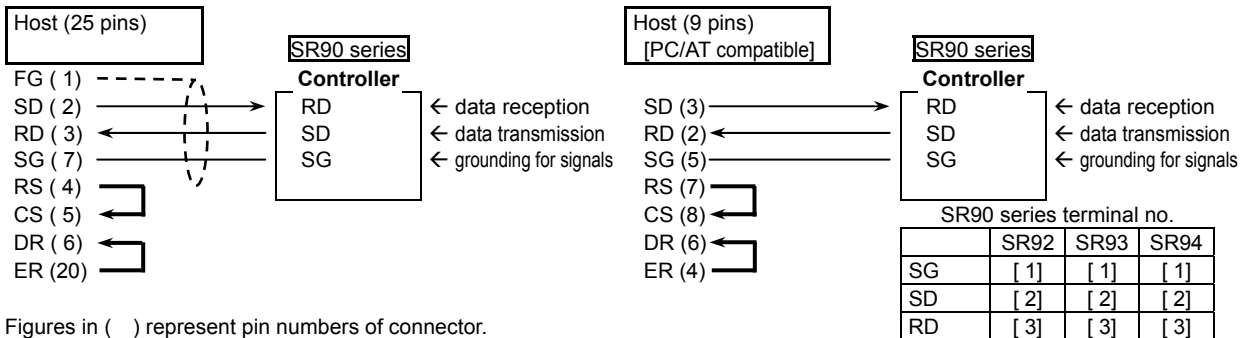 Host (25 pins)
SR90 series
Controller
FG ( 1)
SD ( 2)
RD
← data reception
RD ( 3)
SD
← data transmission
SG ( 7)
SG
← grounding for signals
RS ( 4)
CS ( 5)
DR ( 6)
ER (20)
Host (9 pins)
[PC/AT compatible]
SR90 series
Controller
SD (3)
RD
← data reception
RD (2)
SD
← data transmission
SG (5)
SG
← grounding for signals
RS (7)
CS (8)
DR (6)
ER (4)
SR90 series terminal no.
SR92 SR93 SR94
SG [ 1] [ 1] [ 1]
SD [ 2] [ 2] [ 2]
RD [ 3] [ 3] [ 3]
Figures in ( ) represent pin numbers of connector.